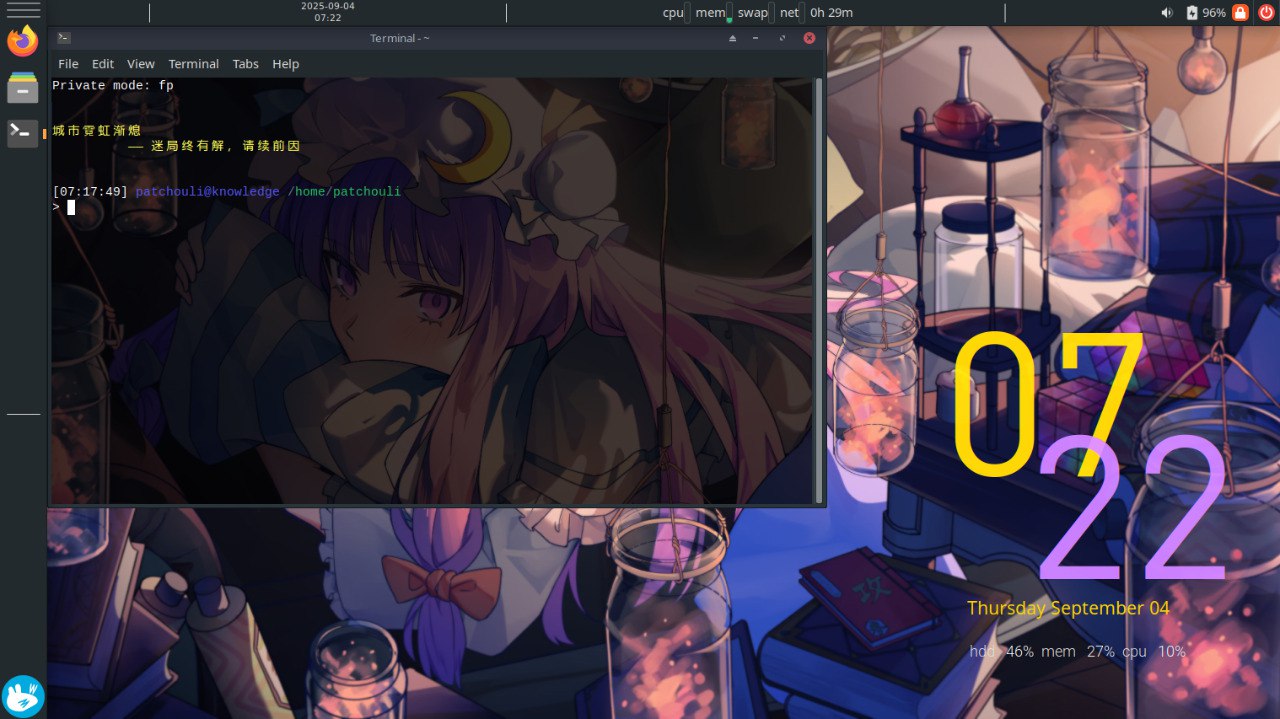 2025-09-04
07:22
cpu mem swap net 0h 29m
96%
Terminal - ~
File Edit View Terminal Tabs Help
Private mode: fp
城市霓虹渐熄
—— 迷局终有解，请续前因
[07:17:49] patchouli@knowledge /home/patchouli
>
07
22
攻
Thursday September 04
hdd 46% mem 27% cpu 10%
W